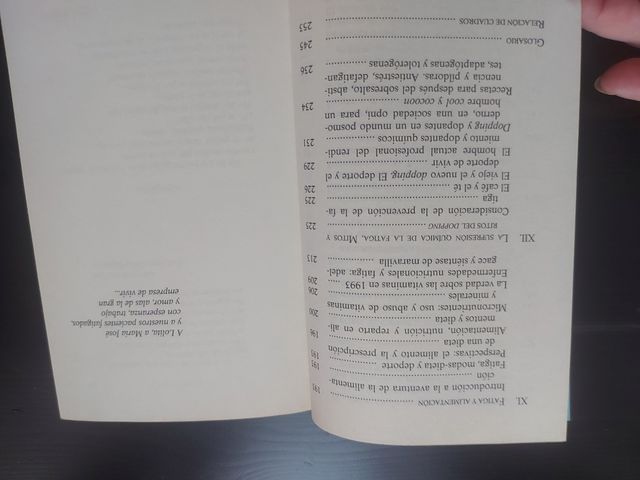 XI. FATIGA Y ALIMENTACIÓN ........ 193
Introducción a la aventura de la alimenta-
ción ........ 193
Fatiga, modas-dieta y deporte ........ 195
Perspectivas: el alimento y la prescripción
de una dieta ........ 196
Alimentación, nutrición y reparto en ali-
mentos y dieta ........ 200
Micronutrientes: uso y abuso de vitaminas
y minerales ........ 206
La verdad sobre las vitaminas en 1993 .... 209
Enfermedades nutricionales y fatiga: adel-
gace y siéntase de maravilla ........ 213
XII. LA SUPRESIÓN QUÍMICA DE LA FATIGA. MITOS Y
RITOS DEL DOPPING ........ 225
Consideración de la prevención de la fa-
tiga ........ 225
El café y el té ........ 226
El viejo y el nuevo dopping. El deporte y el
deporte de vivir ........ 229
El hombre actual profesional del rendi-
miento y dopantes químicos ........ 231
Dopping y dopantes en un mundo posmo-
derno, en una sociedad opni, para un
hombre cool y cocoon ........ 234
Recetas para después del sobresalto, absti-
nencia y píldoras. Antiestrés, defatigan-
tes, adaptógenas y tolerógenas ........ 236
GLOSARIO ........ 245
RELACIÓN DE CUADROS ........ 253
A Lolita, a María José
y a nuestros pacientes fatigados,
con esperanza, trabajo
y amor, alas de la gran
empresa de vivir...